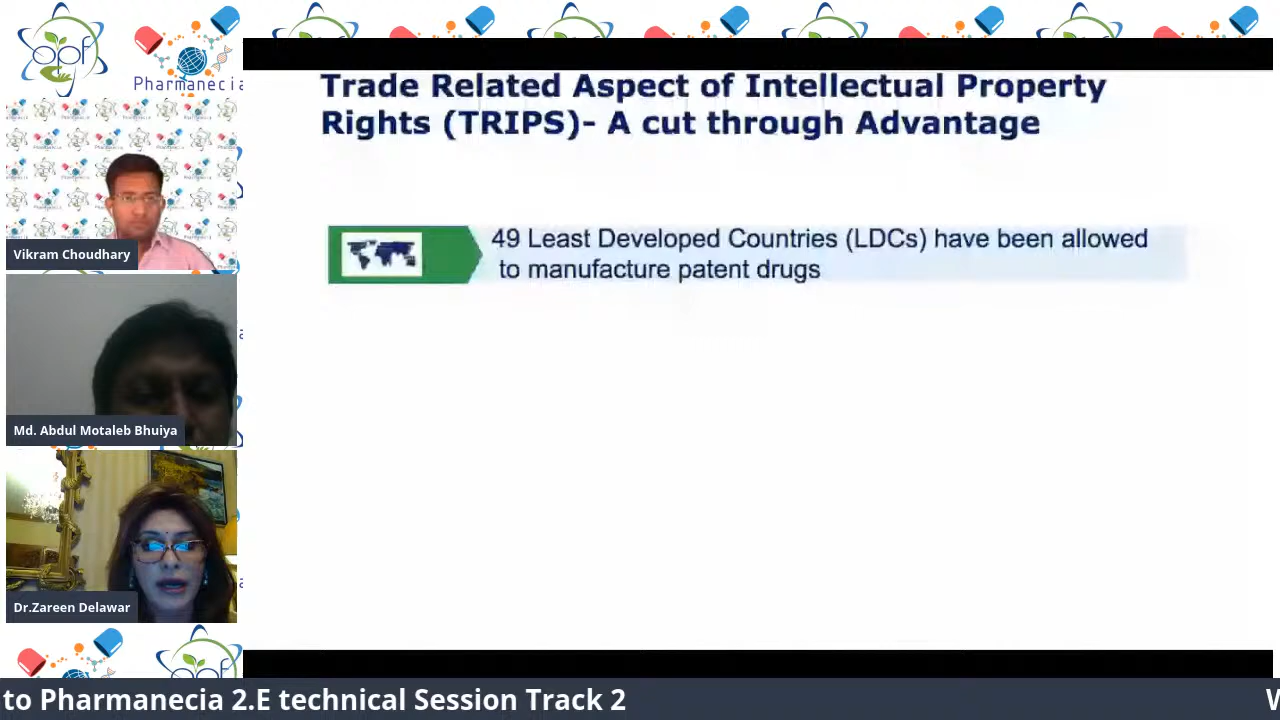 opf
Pharmanecia
Trade Related Aspect of Intellectual Property
Rights (TRIPS)- A cut through Advantage
49 Least Developed Countries (LDCs) have been allowed
to manufacture patent drugs
Vikram Choudhary
Md. Abdul Motaleb Bhuiya
Dr.Zareen Delawar
to Pharmanecia 2.E technical Session Track 2
W